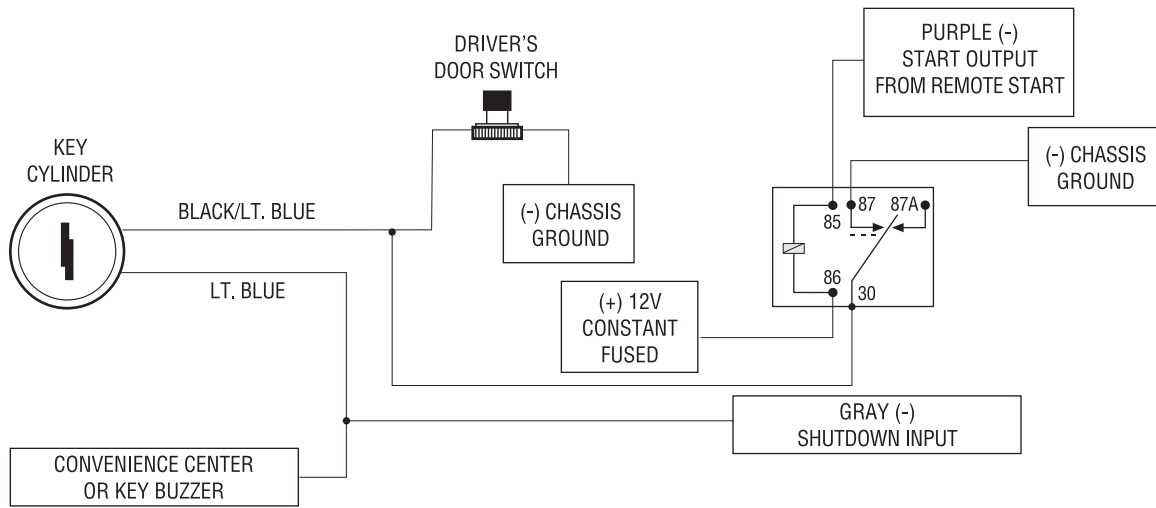 PURPLE (-)
START OUTPUT
FROM REMOTE START
DRIVER'S
DOOR SWITCH
KEY
CYLINDER
(-) CHASSIS
GROUND
BLACK/LT. BLUE
(-) CHASSIS
GROUND
87 87A
85
LT. BLUE
86
30
(+) 12V
CONSTANT
FUSED
GRAY (-)
SHUTDOWN INPUT
CONVENIENCE CENTER
OR KEY BUZZER